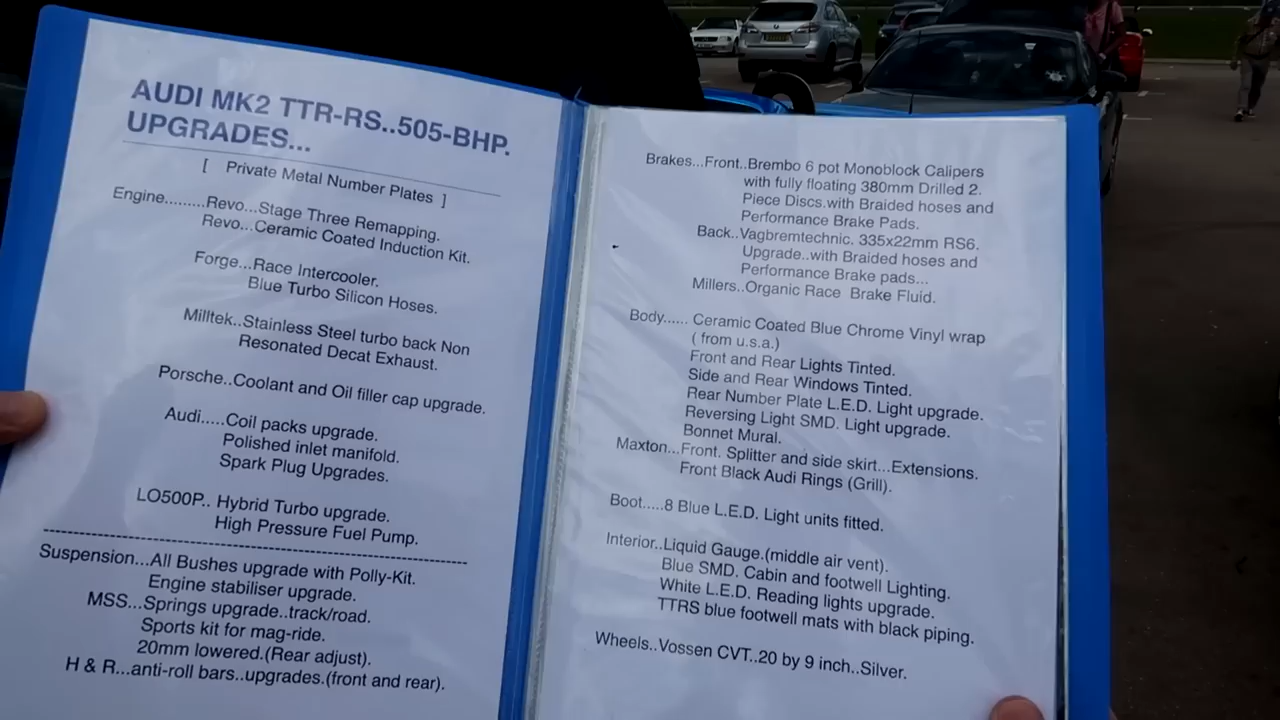 AUDI MK2 TTR-RS..505-BHP.
UPGRADES...
[ Private Metal Number Plates ]
Engine.........Revo...Stage Three Remapping.
Revo...Ceramic Coated Induction Kit.
Forge...Race Intercooler.
Blue Turbo Silicon Hoses.
Milltek..Stainless Steel turbo back Non
Resonated Decat Exhaust.
Porsche..Coolant and Oil filler cap upgrade.
Audi.....Coil packs upgrade.
Polished inlet manifold.
Spark Plug Upgrades.
LO500P.. Hybrid Turbo upgrade.
High Pressure Fuel Pump.
Suspension...All Bushes upgrade with Polly-Kit.
Engine stabiliser upgrade.
MSS...Springs upgrade..track/road.
Sports kit for mag-ride.
20mm lowered.(Rear adjust).
H & R...anti-roll bars..upgrades.(front and rear).
Brakes...Front..Brembo 6 pot Monoblock Calipers
with fully floating 380mm Drilled 2.
Piece Discs.with Braided hoses and
Performance Brake Pads.
Back..Vagbremtechnic. 335x22mm RS6.
Upgrade..with Braided hoses and
Performance Brake pads...
Millers..Organic Race Brake Fluid.
Body...... Ceramic Coated Blue Chrome Vinyl wrap
( from u.s.a.)
Front and Rear Lights Tinted.
Side and Rear Windows Tinted.
Rear Number Plate L.E.D. Light upgrade.
Reversing Light SMD. Light upgrade.
Bonnet Mural.
Maxton...Front. Splitter and side skirt...Extensions.
Front Black Audi Rings (Grill).
Boot.....8 Blue L.E.D. Light units fitted.
Interior..Liquid Gauge.(middle air vent).
Blue SMD. Cabin and footwell Lighting.
White L.E.D. Reading lights upgrade.
TTRS blue footwell mats with black piping.
Wheels..Vossen CVT..20 by 9 inch..Silver.